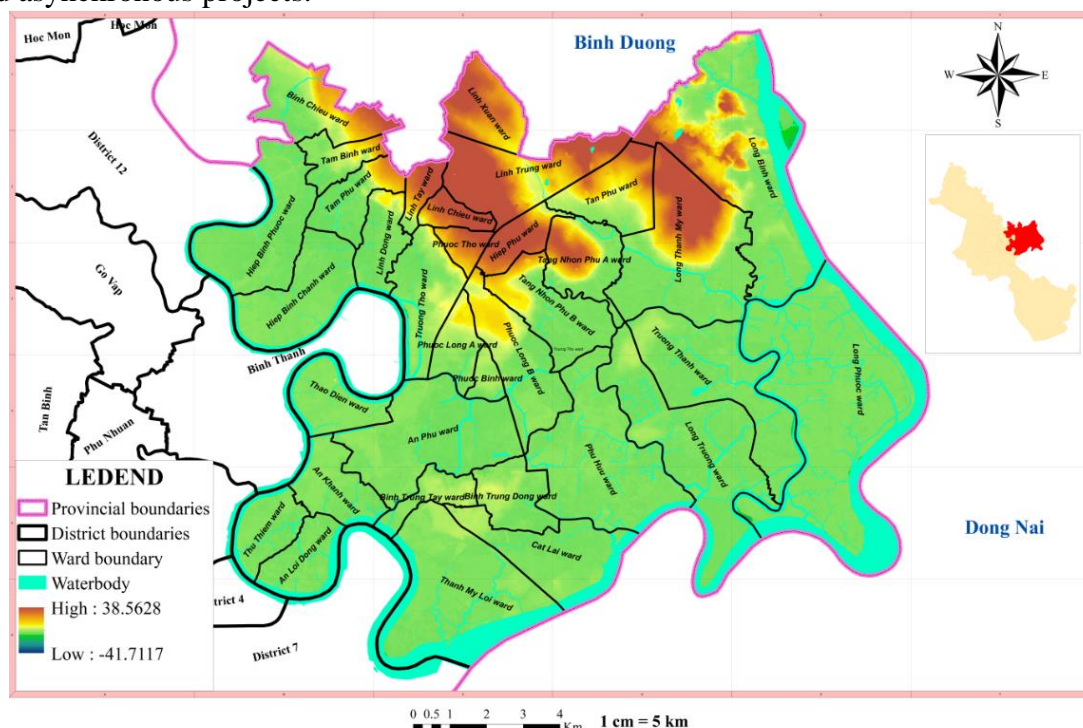 d asynchronous projects.
Hoc Mon
Hoc Mon
Binh Duong
N
W
E
S
District 12
Binh Chieu ward
Linh Xuan ward
Tam Binh ward
Linh Trung ward
Long Binh ward
Tam Phu ward
Linh Tay ward
Linh Chieu ward
Tan Phu ward
Long Thanh My ward
Hiep Binh Phuoc ward
Linh Dong ward
Phuoc Tho ward
Hiep Phu ward
Tang Nhon Phu A ward
Go Vap
Hiep Binh Chanh ward
Truong Tho ward
Tang Nhon Phu B ward
Binh Thanh
Phuoc Long A ward
Phuoc Long B ward
Truong Thanh ward
Long Phuoc ward
Tan Binh
Phu Nhuan
Thao Dien ward
Phuoc Binh ward
An Phu ward
Phu Huu ward
Long Truong ward
An Khanh ward
Binh Trung Tay ward
Binh Trung Dong ward
Thu Thiem ward
An Loi Dong ward
Cat Lai ward
Thanh My Loi ward
Dong Nai
trict 4
District 7
LEDEND
Provincial boundaries
District boundaries
Ward boundary
Waterbody
High : 38.5628
Low : -41.7117
0 0.5 1 2 3 4
Km
1 cm = 5 km